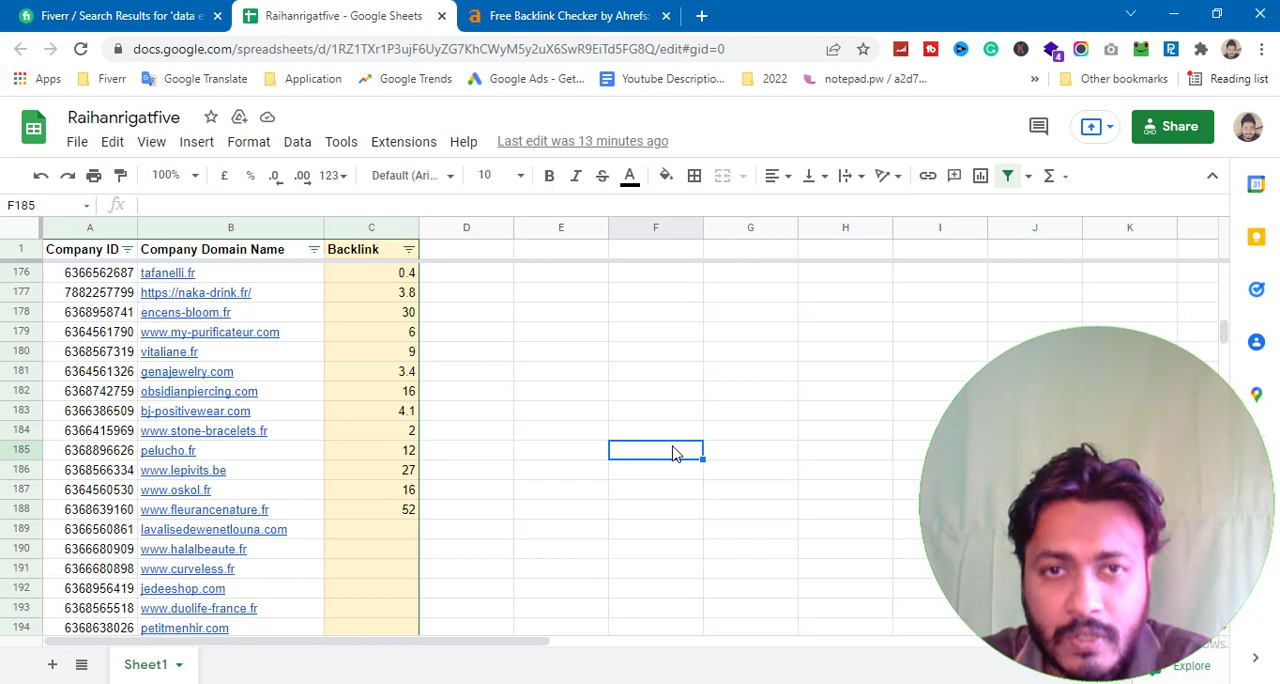 Fiverr / Search Results for 'data e
Raihanrigatfive - Google Sheets
Free Backlink Checker by Ahrefs:
docs.google.com/spreadsheets/d/1RZ1TXr1P3ujF6UyZG7KhCWyM5y2uX6SwR9EiTd5FG8Q/edit#gid=0
Apps Fiverr Google Translate Application Google Trends Google Ads - Get... Youtube Description... 2022 notepad.pw / a2d7... » Other bookmarks Reading list
Raihanrigatfive
File Edit View Insert Format Data Tools Extensions Help Last edit was 13 minutes ago
Share
100% £ % .0 .00 123 Default (Ari... 10 B I S A Σ
F185 fx
A B C D E F G H I J K
1 Company ID Company Domain Name Backlink
176 6366562687 tafanelli.fr 0.4
177 7882257799 https://naka-drink.fr/ 3.8
178 6368958741 encens-bloom.fr 30
179 6364561790 www.my-purificateur.com 6
180 6368567319 vitaliane.fr 9
181 6364561326 genajewelry.com 3.4
182 6368742759 obsidianpiercing.com 16
183 6366386509 bj-positivewear.com 4.1
184 6366415969 www.stone-bracelets.fr 2
185 6368896626 pelucho.fr 12
186 6368566334 www.lepivits.be 27
187 6364560530 www.oskol.fr 16
188 6368639160 www.fleurancenature.fr 52
189 6366560861 lavalisedewenetlouna.com
190 6366680909 www.halalbeaute.fr
191 6366680898 www.curveless.fr
192 6368956419 jedeeshop.com
193 6368565518 www.duolife-france.fr
194 6368638026 petitmenhir.com
Sheet1
Explore